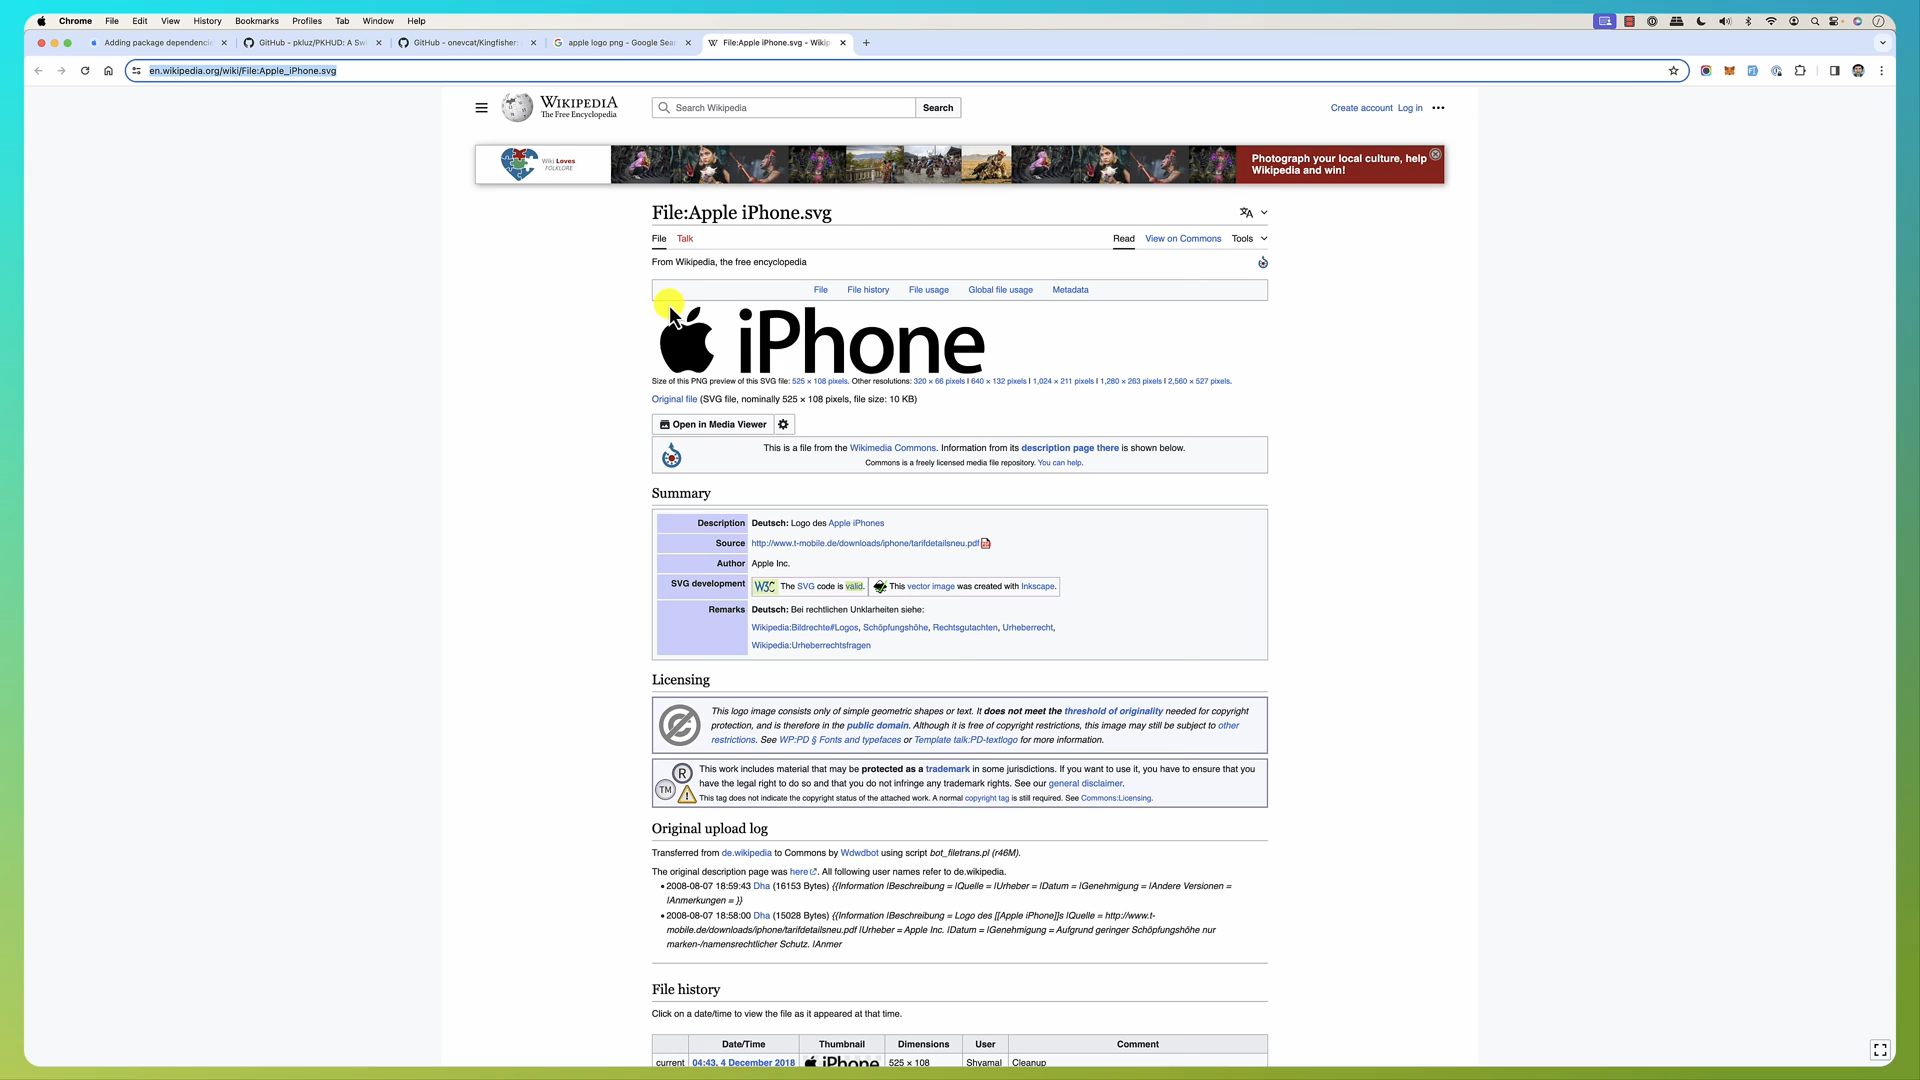 Chrome File Edit View History Bookmarks Profiles Tab Window Help
Adding package dependencie
GitHub - pkluz/PKHUD: A Sw
GitHub - onevcat/Kingfisher:
apple logo png - Google Sear
File:Apple iPhone.svg - Wikip
en.wikipedia.org/wiki/File:Apple_iPhone.svg
WIKIPEDIA
The Free Encyclopedia
Search Wikipedia
Search
Create account Log in
Wiki Loves
FOLKLORE
Photograph your local culture, help
Wikipedia and win!
File:Apple iPhone.svg
File Talk
Read View on Commons Tools
From Wikipedia, the free encyclopedia
File File history File usage Global file usage Metadata
iPhone
Size of this PNG preview of this SVG file: 525 × 108 pixels. Other resolutions: 320 × 66 pixels | 640 × 132 pixels | 1,024 × 211 pixels | 1,280 × 263 pixels | 2,560 × 527 pixels.
Original file (SVG file, nominally 525 × 108 pixels, file size: 10 KB)
Open in Media Viewer
This is a file from the Wikimedia Commons. Information from its description page there is shown below.
Commons is a freely licensed media file repository. You can help.
Summary
Description Deutsch: Logo des Apple iPhones
Source http://www.t-mobile.de/downloads/iphone/tarifdetailsneu.pdf
Author Apple Inc.
SVG development W3C The SVG code is valid. This vector image was created with Inkscape.
Remarks Deutsch: Bei rechtlichen Unklarheiten siehe:
Wikipedia:Bildrechte#Logos, Schöpfungshöhe, Rechtsgutachten, Urheberrecht,
Wikipedia:Urheberrechtsfragen
Licensing
This logo image consists only of simple geometric shapes or text. It does not meet the threshold of originality needed for copyright
protection, and is therefore in the public domain. Although it is free of copyright restrictions, this image may still be subject to other
restrictions. See WP:PD § Fonts and typefaces or Template talk:PD-textlogo for more information.
R
TM
This work includes material that may be protected as a trademark in some jurisdictions. If you want to use it, you have to ensure that you
have the legal right to do so and that you do not infringe any trademark rights. See our general disclaimer.
This tag does not indicate the copyright status of the attached work. A normal copyright tag is still required. See Commons:Licensing.
Original upload log
Transferred from de.wikipedia to Commons by Wdwdbot using script bot_filetrans.pl (r46M).
The original description page was here. All following user names refer to de.wikipedia.
• 2008-08-07 18:59:43 Dha (16153 Bytes) {{Information |Beschreibung = |Quelle = |Urheber = |Datum = |Genehmigung = |Andere Versionen =
|Anmerkungen = }}
• 2008-08-07 18:58:00 Dha (15028 Bytes) {{Information |Beschreibung = Logo des [[Apple iPhone]]s |Quelle = http://www.t-
mobile.de/downloads/iphone/tarifdetailsneu.pdf |Urheber = Apple Inc. |Datum = |Genehmigung = Aufgrund geringer Schöpfungshöhe nur
marken-/namensrechtlicher Schutz. |Anmer
File history
Click on a date/time to view the file as it appeared at that time.
Date/Time Thumbnail Dimensions User Comment
current 04:43, 4 December 2018 iPhone 525 × 108 Shyamal Cleanup